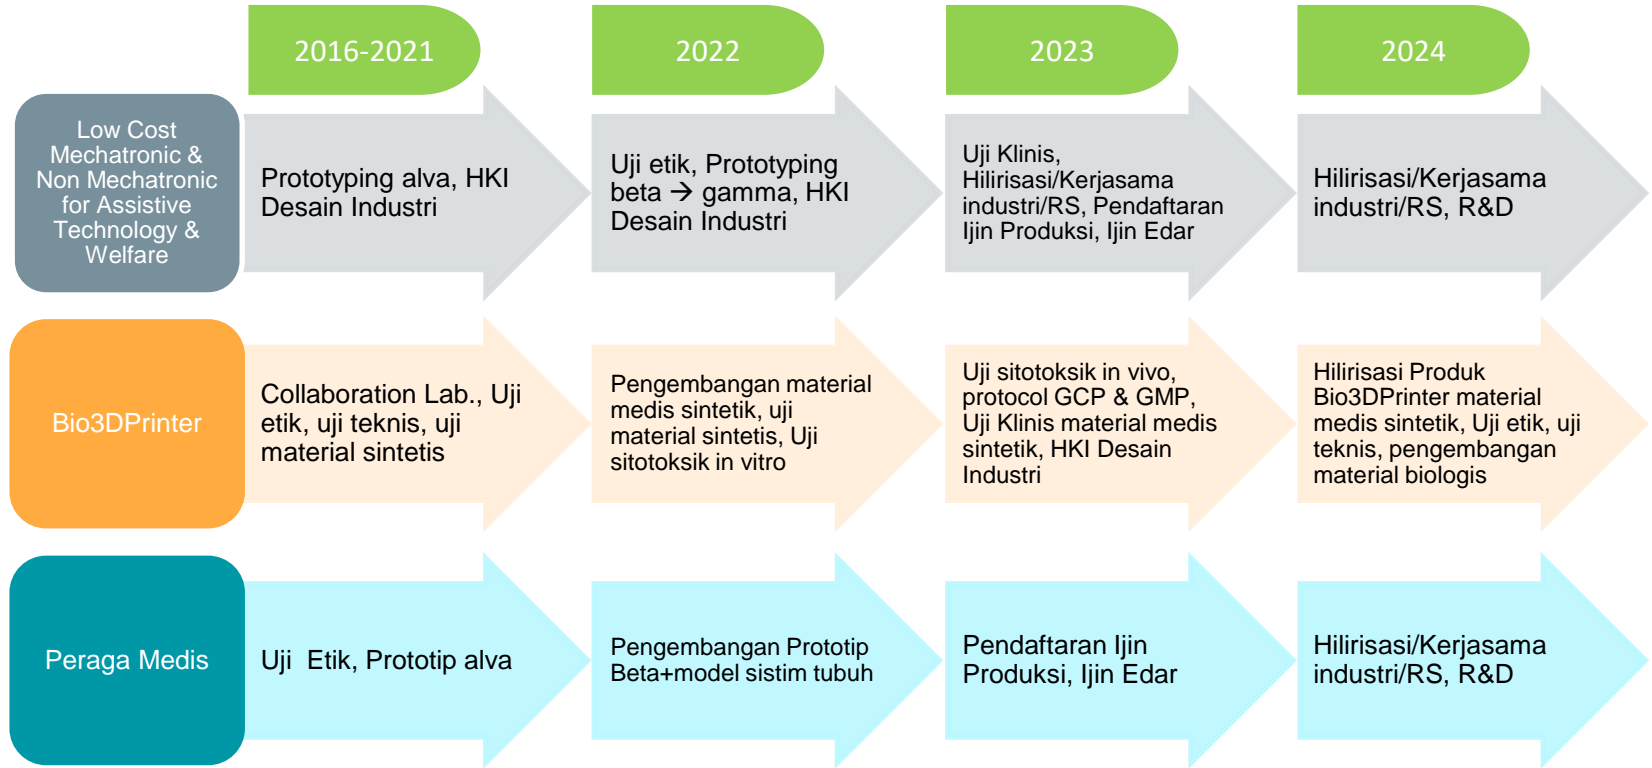 2016-2021
2022
2023
2024
Low Cost
Mechatronic &
Non Mechatronic
for Assistive
Technology &
Welfare
Prototyping alva, HKI
Desain Industri
Uji etik, Prototyping
beta → gamma, HKI
Desain Industri
Uji Klinis,
Hilirisasi/Kerjasama
industri/RS, Pendaftaran
Ijin Produksi, Ijin Edar
Hilirisasi/Kerjasama
industri/RS, R&D
Bio3DPrinter
Collaboration Lab., Uji
etik, uji teknis, uji
material sintetis
Pengembangan material
medis sintetik, uji
material sintetis, Uji
sitotoksik in vitro
Uji sitotoksik in vivo,
protocol GCP & GMP,
Uji Klinis material medis
sintetik, HKI Desain
Industri
Hilirisasi Produk
Bio3DPrinter material
medis sintetik, Uji etik, uji
teknis, pengembangan
material biologis
Peraga Medis
Uji  Etik, Prototip alva
Pengembangan Prototip
Beta+model sistim tubuh
Pendaftaran Ijin
Produksi, Ijin Edar
Hilirisasi/Kerjasama
industri/RS, R&D